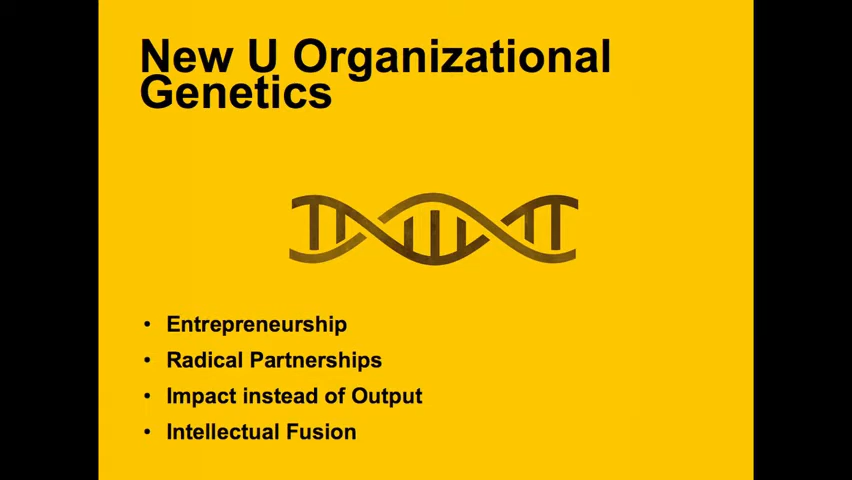 New U Organizational
Genetics
• Entrepreneurship
• Radical Partnerships
• Impact instead of Output
• Intellectual Fusion